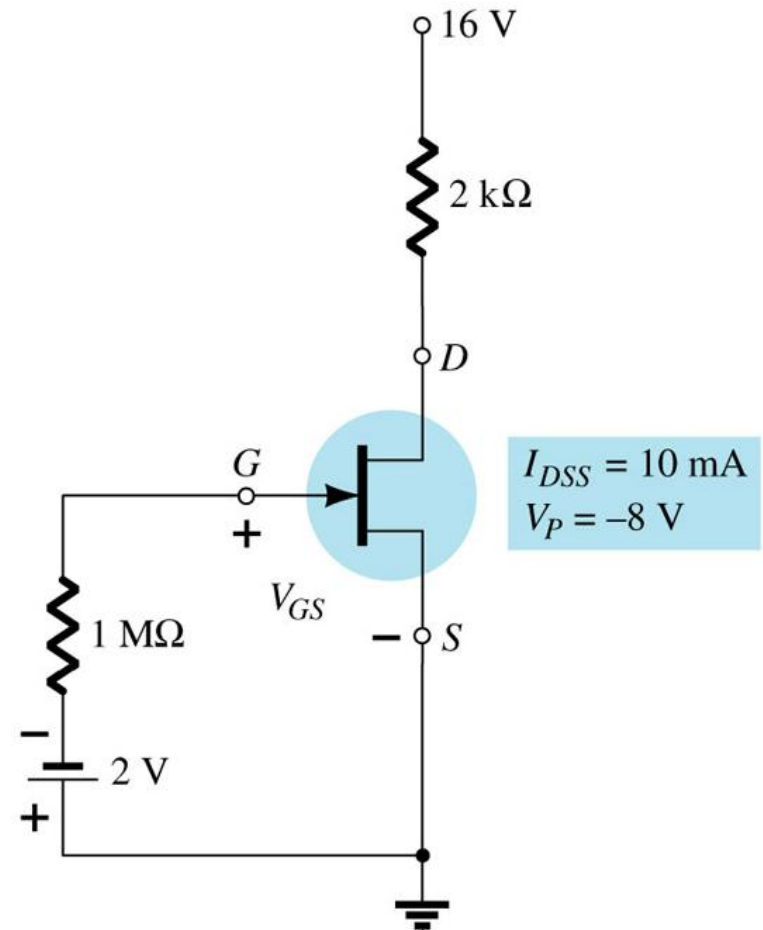 16 V
2 kΩ
D
G
I_DSS = 10 mA
V_P = –8 V
+
V_GS
– S
1 MΩ
–
2 V
+